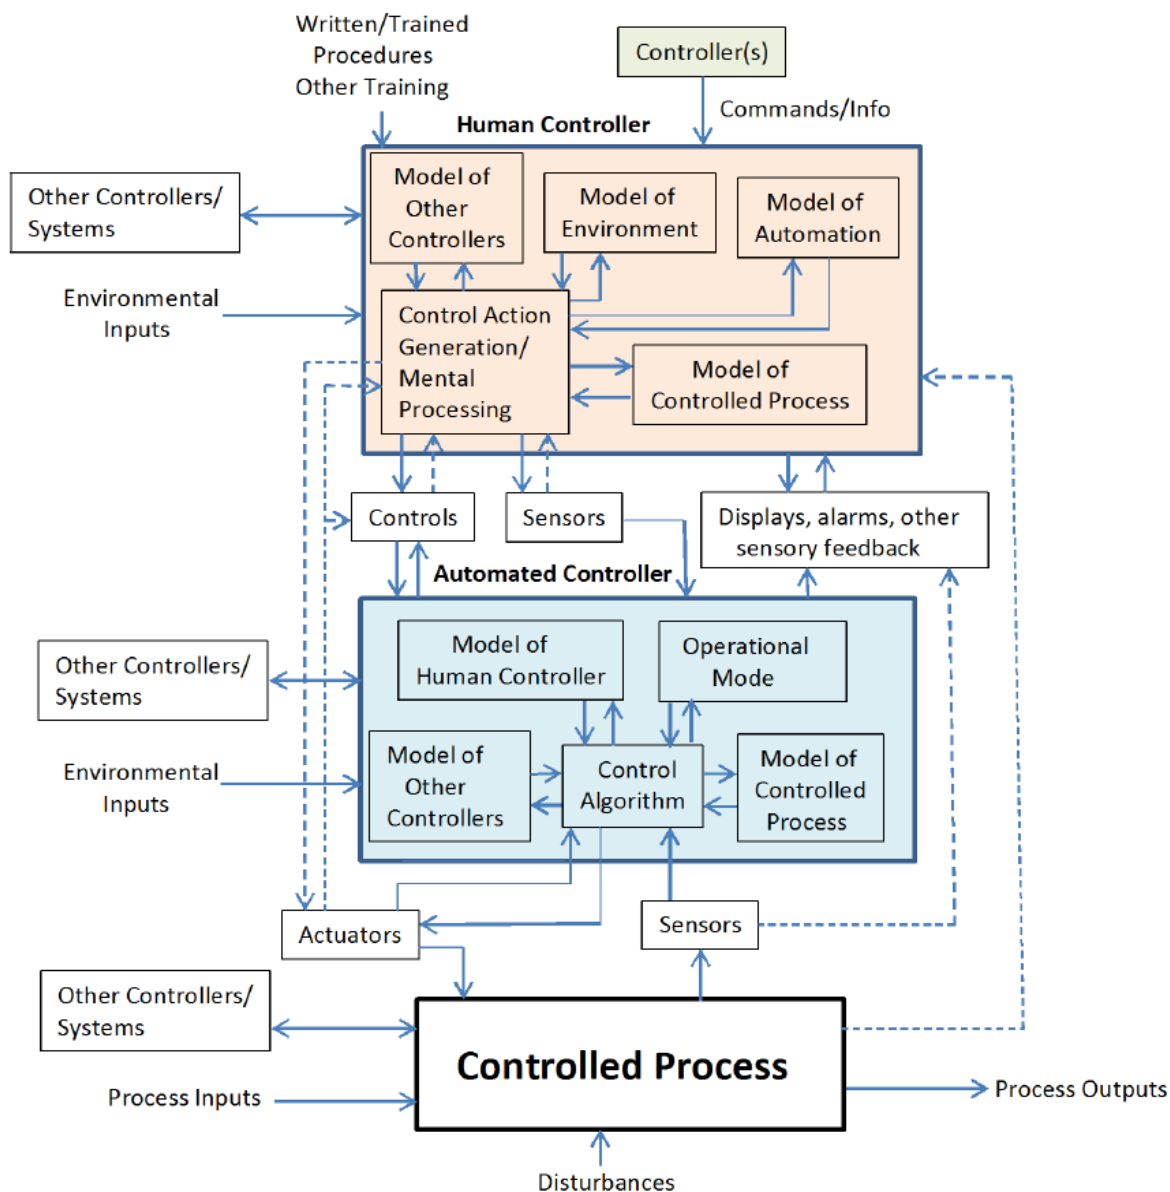 Written/Trained
Procedures
Other Training
Controller(s)
Commands/Info
Human Controller
Other Controllers/
Systems
Model of
Other
Controllers
Model of
Environment
Model of
Automation
Environmental
Inputs
Control Action
Generation/
Mental
Processing
Model of
Controlled Process
Controls
Sensors
Displays, alarms, other
sensory feedback
Automated Controller
Other Controllers/
Systems
Model of
Human Controller
Operational
Mode
Environmental
Inputs
Model of
Other
Controllers
Control
Algorithm
Model of
Controlled
Process
Actuators
Sensors
Other Controllers/
Systems
Controlled Process
Process Inputs
Process Outputs
Disturbances